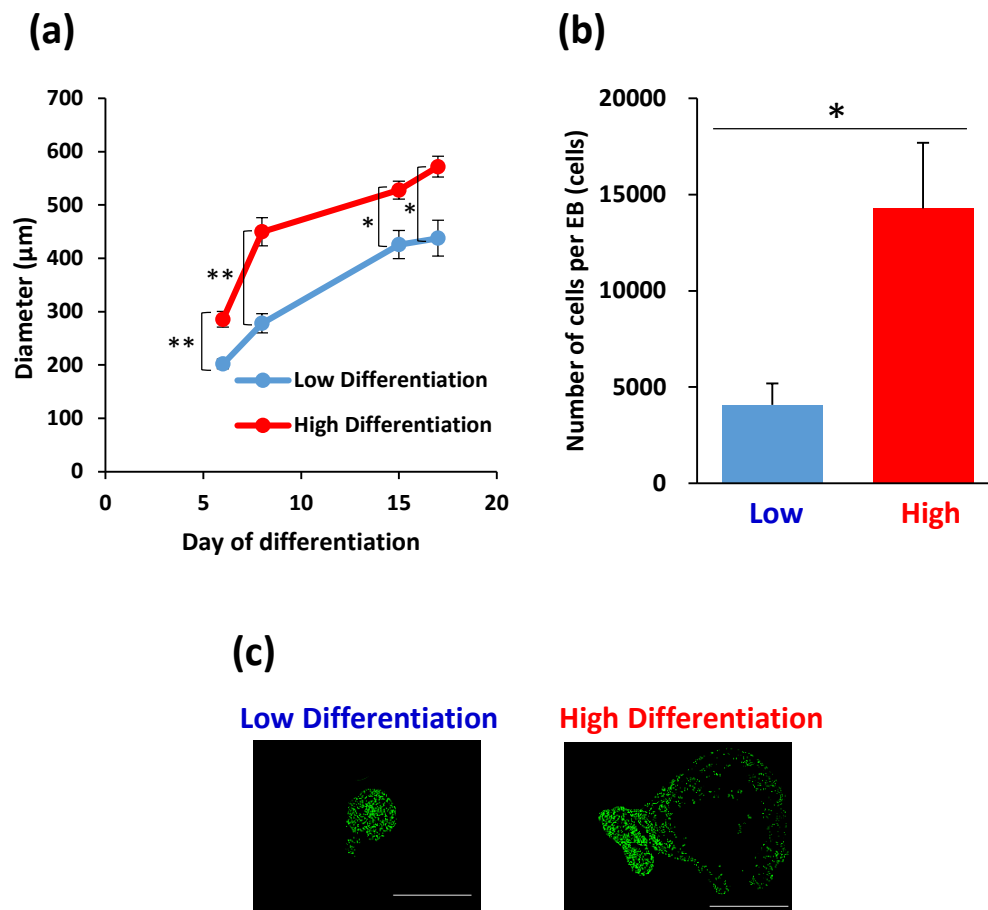 (a)
700
600
500
400
300
200
100
0
0 5 10 15 20
Diameter (µm)
Day of differentiation
**
**
*
*
Low Differentiation
High Differentiation
(b)
20000
15000
10000
5000
0
Number of cells per EB (cells)
*
Low High
(c)
Low Differentiation High Differentiation